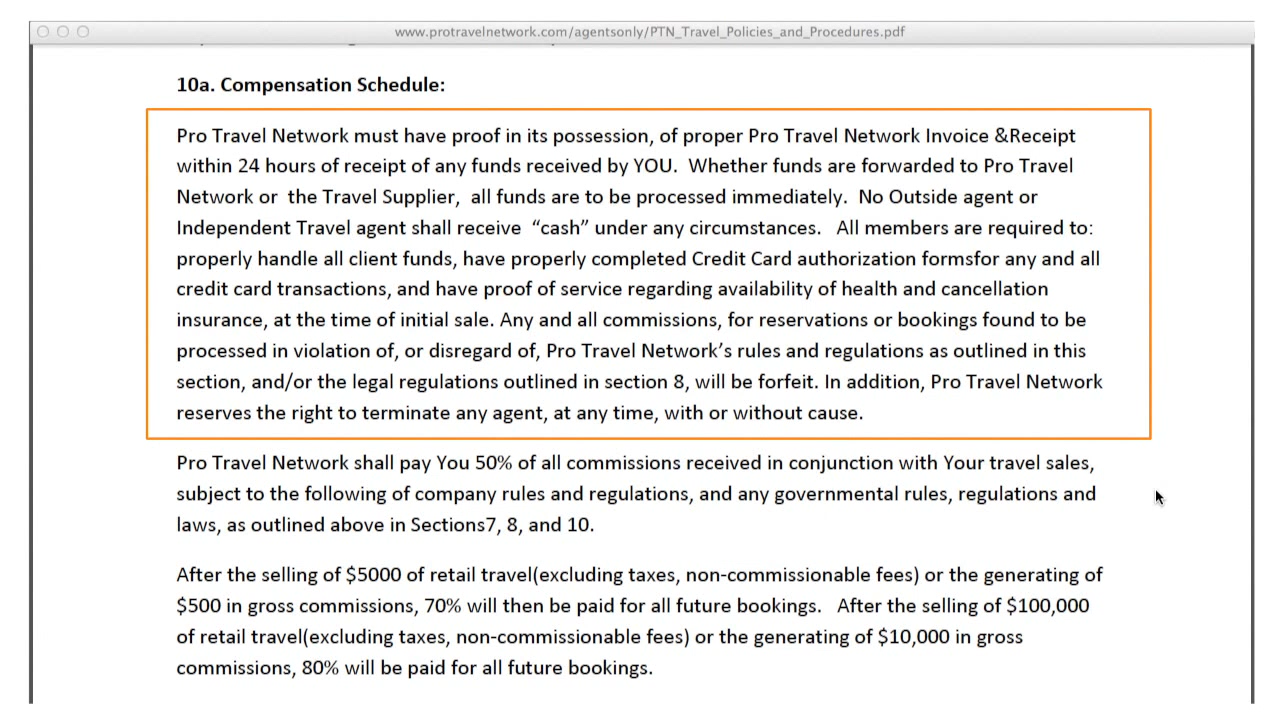 www.protravelnetwork.com/agentsonly/PTN_Travel_Policies_and_Procedures.pdf
10a. Compensation Schedule:
Pro Travel Network must have proof in its possession, of proper Pro Travel Network Invoice &Receipt
within 24 hours of receipt of any funds received by YOU.  Whether funds are forwarded to Pro Travel
Network or  the Travel Supplier,  all funds are to be processed immediately.  No Outside agent or
Independent Travel agent shall receive  “cash” under any circumstances.   All members are required to:
properly handle all client funds, have properly completed Credit Card authorization formsfor any and all
credit card transactions, and have proof of service regarding availability of health and cancellation
insurance, at the time of initial sale. Any and all commissions, for reservations or bookings found to be
processed in violation of, or disregard of, Pro Travel Network’s rules and regulations as outlined in this
section, and/or the legal regulations outlined in section 8, will be forfeit. In addition, Pro Travel Network
reserves the right to terminate any agent, at any time, with or without cause.
Pro Travel Network shall pay You 50% of all commissions received in conjunction with Your travel sales,
subject to the following of company rules and regulations, and any governmental rules, regulations and
laws, as outlined above in Sections7, 8, and 10.
After the selling of $5000 of retail travel(excluding taxes, non-commissionable fees) or the generating of
$500 in gross commissions, 70% will then be paid for all future bookings.   After the selling of $100,000
of retail travel(excluding taxes, non-commissionable fees) or the generating of $10,000 in gross
commissions, 80% will be paid for all future bookings.